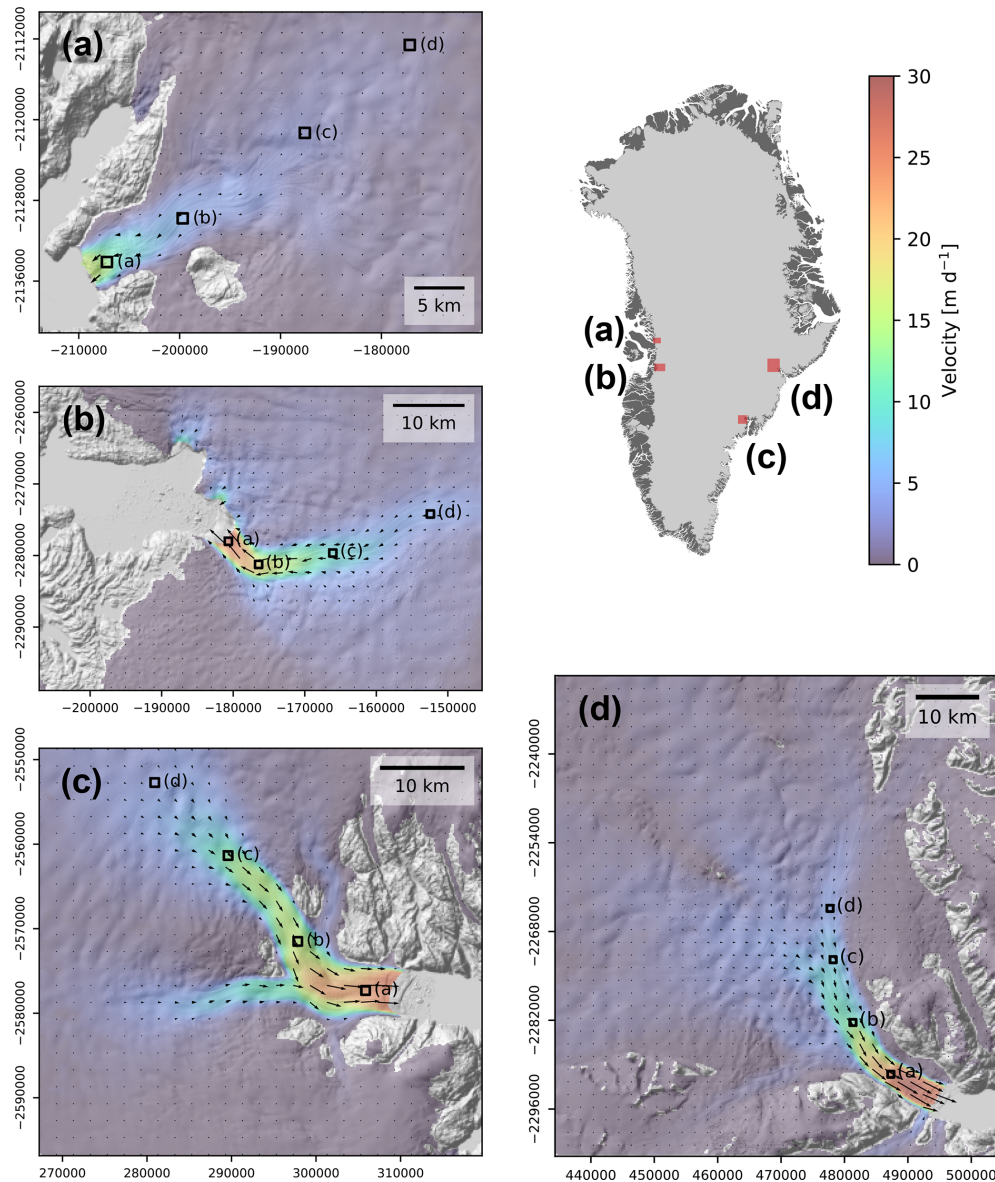 (a)
(d)
(c)
(b)
(a)
5 km
−2112000
−2120000
−2128000
−2136000
−210000 −200000 −190000 −180000
(b)
10 km
(d)
(a)
(c)
(b)
−2260000
−2270000
−2280000
−2290000
−200000 −190000 −180000 −170000 −160000 −150000
(c)
10 km
(d)
(c)
(b)
(a)
−2550000
−2560000
−2570000
−2580000
−2590000
270000 280000 290000 300000 310000
(a)
(b)
(d)
(c)
30
25
20
15
10
5
0
Velocity [m d⁻¹]
(d)
10 km
(d)
(c)
(b)
(a)
−2240000
−2254000
−2268000
−2282000
−2296000
440000 450000 460000 470000 480000 490000 500000